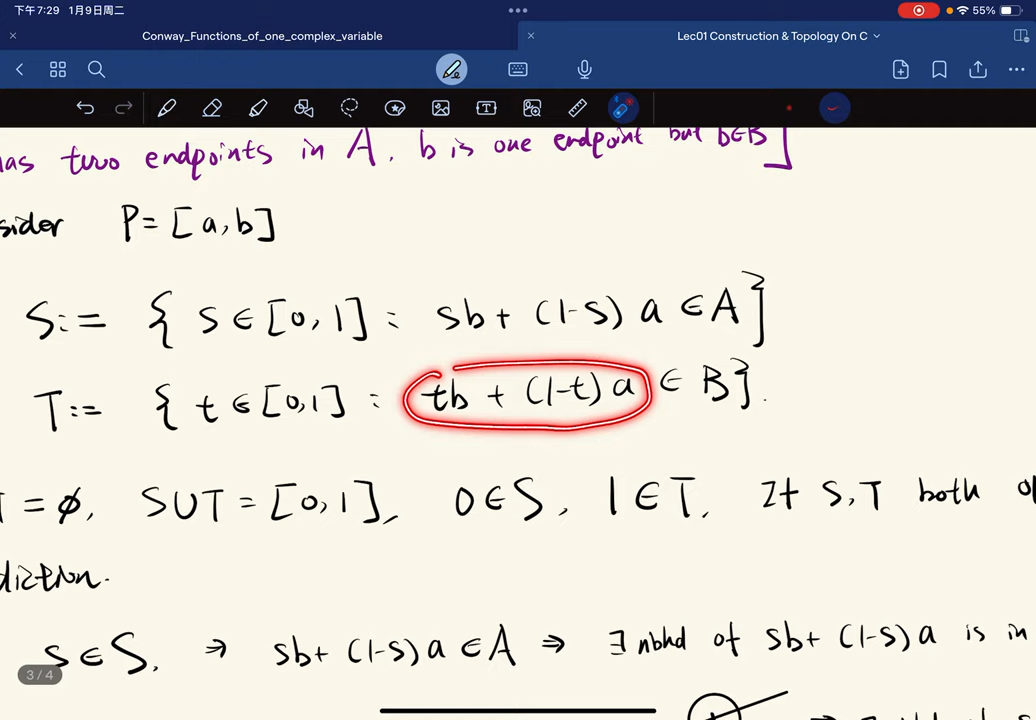 下午7:29 1月9日周二
55%
Conway_Functions_of_one_complex_variable
Lec01 Construction & Topology On C
has two endpoints in A. b is one endpoint but b∈B]
sider P = [a, b]
S := { s ∈ [0, 1] : sb + (1-s) a ∈ A }
T := { t ∈ [0, 1] : tb + (1-t) a ∈ B }.
T = ∅, S∪T = [0, 1], 0 ∈ S, 1 ∈ T. If S, T both o
diction.
s ∈ S, ⇒ sb + (1-s) a ∈ A ⇒ ∃ nbhd of sb + (1-s) a is in
3 / 4